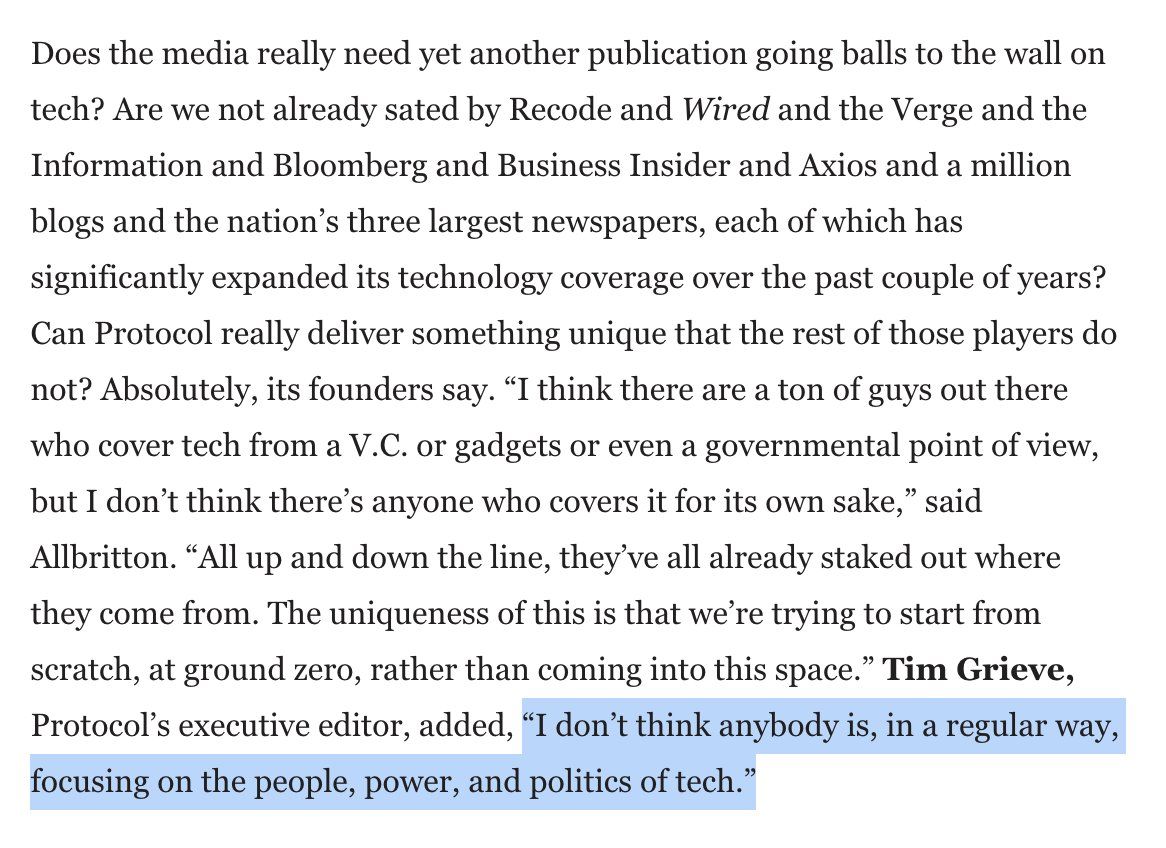 Does the media really need yet another publication going balls to the wall on
tech? Are we not already sated by Recode and Wired and the Verge and the
Information and Bloomberg and Business Insider and Axios and a million
blogs and the nation’s three largest newspapers, each of which has
significantly expanded its technology coverage over the past couple of years?
Can Protocol really deliver something unique that the rest of those players do
not? Absolutely, its founders say. “I think there are a ton of guys out there
who cover tech from a V.C. or gadgets or even a governmental point of view,
but I don’t think there’s anyone who covers it for its own sake,” said
Allbritton. “All up and down the line, they’ve all already staked out where
they come from. The uniqueness of this is that we’re trying to start from
scratch, at ground zero, rather than coming into this space.” Tim Grieve,
Protocol’s executive editor, added, “I don’t think anybody is, in a regular way,
focusing on the people, power, and politics of tech.”